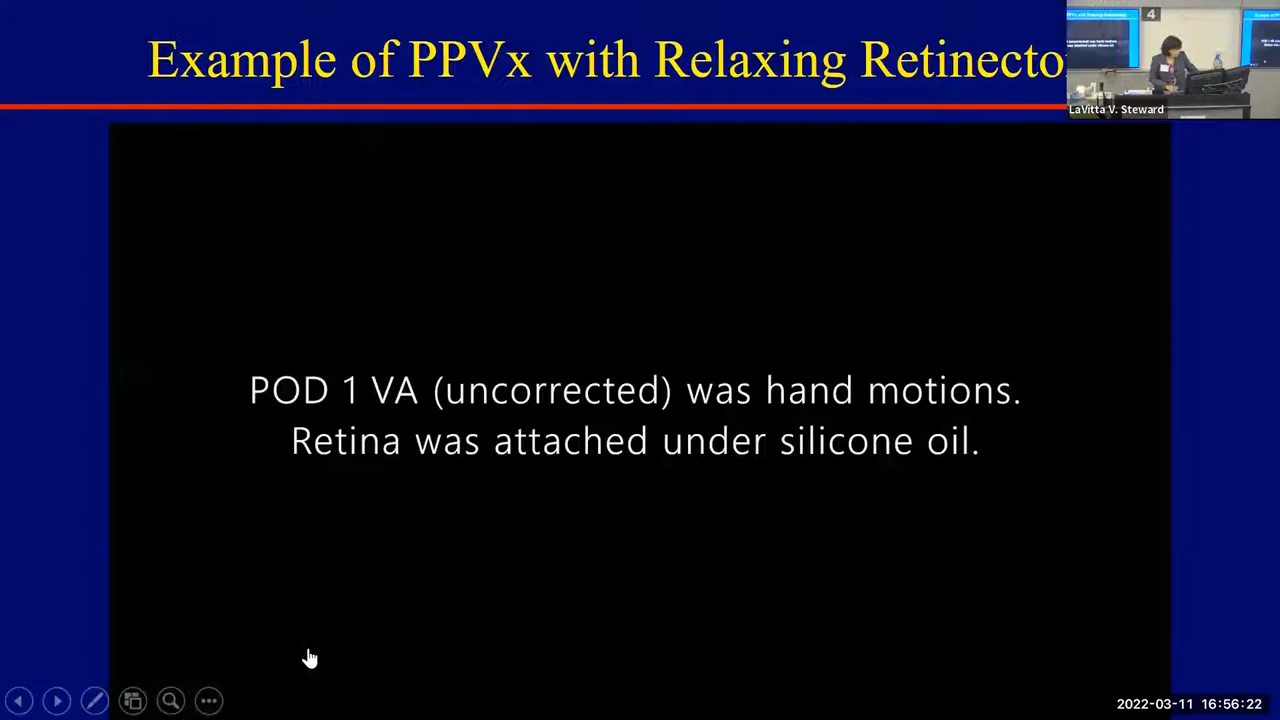 Example of PPVx with Relaxing Retinecto
4
LaVitta V. Steward
POD 1 VA (uncorrected) was hand motions.
Retina was attached under silicone oil.
2022-03-11 16:56:22